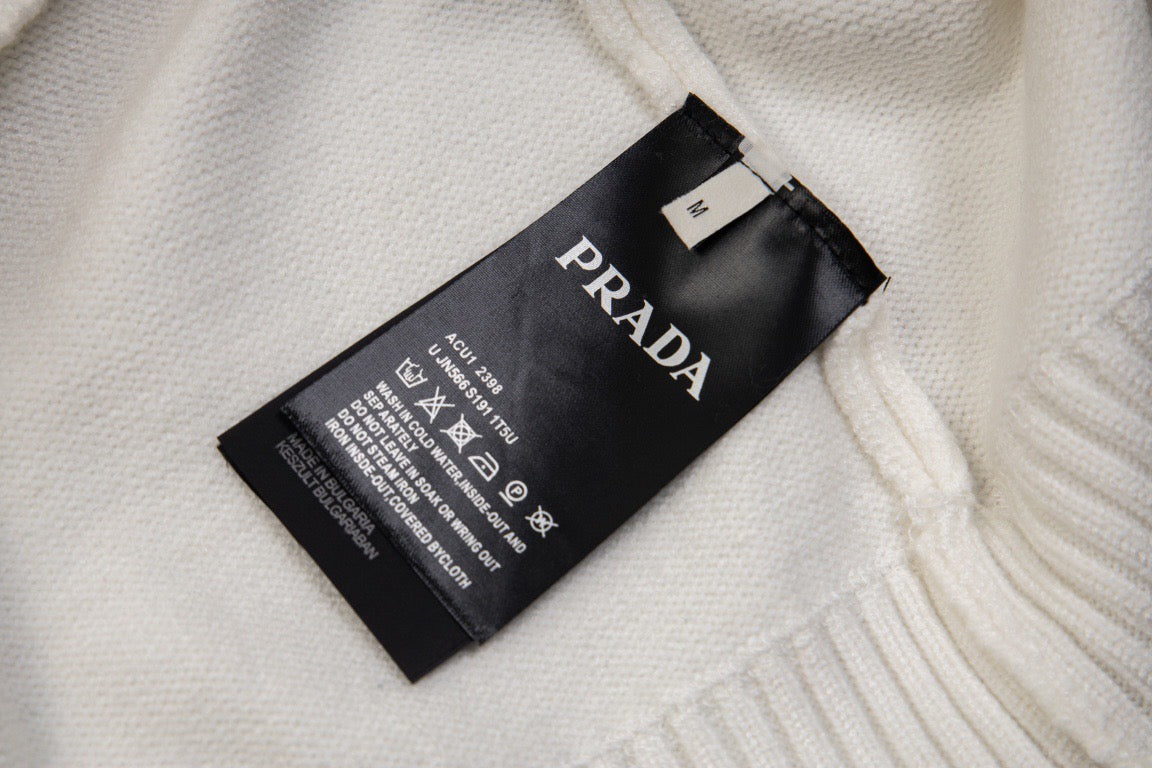 M
PRADA
ACU1 2398
U JN566 S191 1T5U
WASH IN COLD WATER,INSIDE-OUT AND
SEPARATELY
DO NOT LEAVE IN SOAK OR WRING OUT
DO NOT STEAM IRON
IRON INSDE-OUT,COVERED BYCLOTH
MADE IN BULGARIA
KESZULT BULGARIABAN